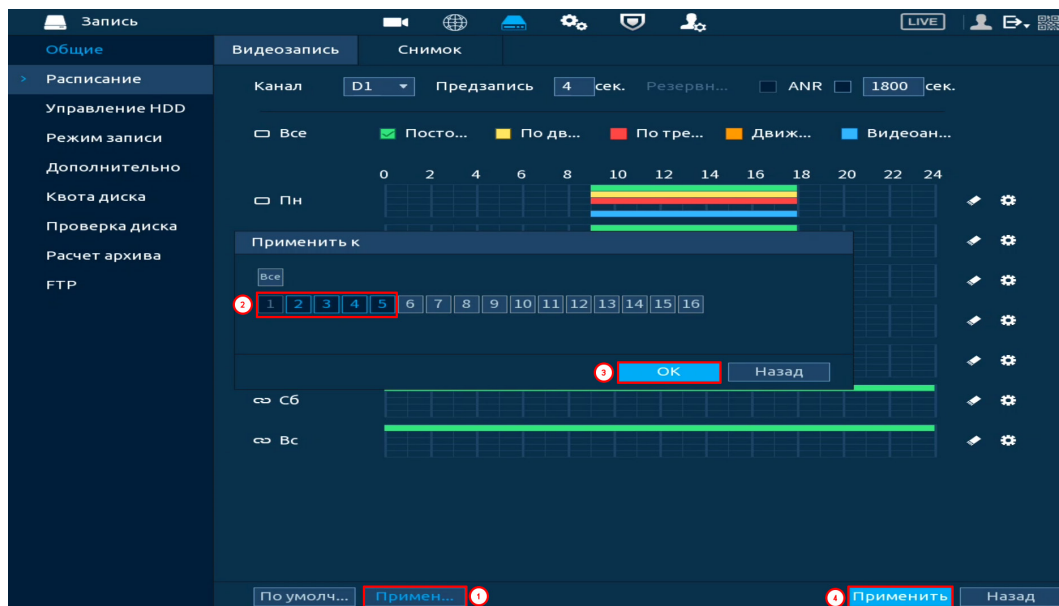 Запись LIVE
Общие
Расписание
Управление HDD
Режим записи
Дополнительно
Квота диска
Проверка диска
Расчет архива
FTP
Видеозапись Снимок
Канал D1 Предзапись 4 сек. Резервн... ANR 1800 сек.
Все Посто... По дв... По тре... Движ... Видеоан...
0 2 4 6 8 10 12 14 16 18 20 22 24
Пн
Применить к
Все
2 1 2 3 4 5 6 7 8 9 10 11 12 13 14 15 16
3 OK Назад
Сб
Вс
По умолч... Примен... 1 4 Применить Назад